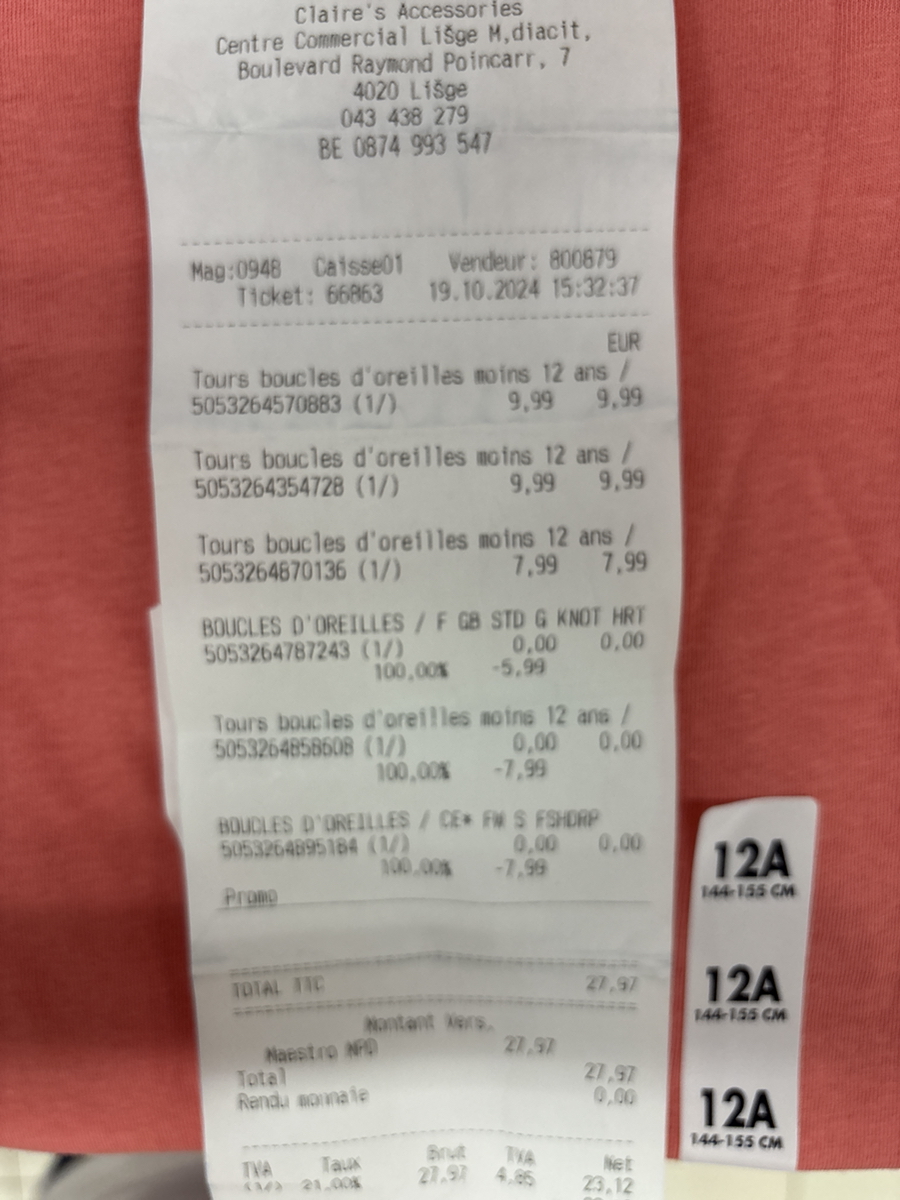 Claire's Accessories
Centre Commercial Lišge M,diacit,
Boulevard Raymond Poincarr, 7
4020 Lišge
043 438 279
BE 0874 993 547
Mag:0948 Caisse01 Vendeur: 800879
Ticket: 66863 19.10.2024 15:32:37
EUR
Tours boucles d'oreilles moins 12 ans /
5053264570883 (1/) 9,99 9,99
Tours boucles d'oreilles moins 12 ans /
5053264354728 (1/) 9,99 9,99
Tours boucles d'oreilles moins 12 ans /
5053264870136 (1/) 7,99 7,99
BOUCLES D'OREILLES / F GB STD G KNOT HRT
5053264787243 (1/) 0,00 0,00
100,00% -5,99
Tours boucles d'oreilles moins 12 ans /
5053264858608 (1/) 0,00 0,00
100,00% -7,99
BOUCLES D'OREILLES / CE* FW S FSHDRP
5053264895184 (1/) 0,00 0,00
100,00% -7,99
Promo
TOTAL TTC 27,97
Montant Vers.
Maestro NPD 27,97
Total 27,97
Rendu monnaie 0,00
TVA Taux Brut TVA Net
21,00% 27,97 4,85 23,12
12A
144-155 CM
12A
144-155 CM
12A
144-155 CM